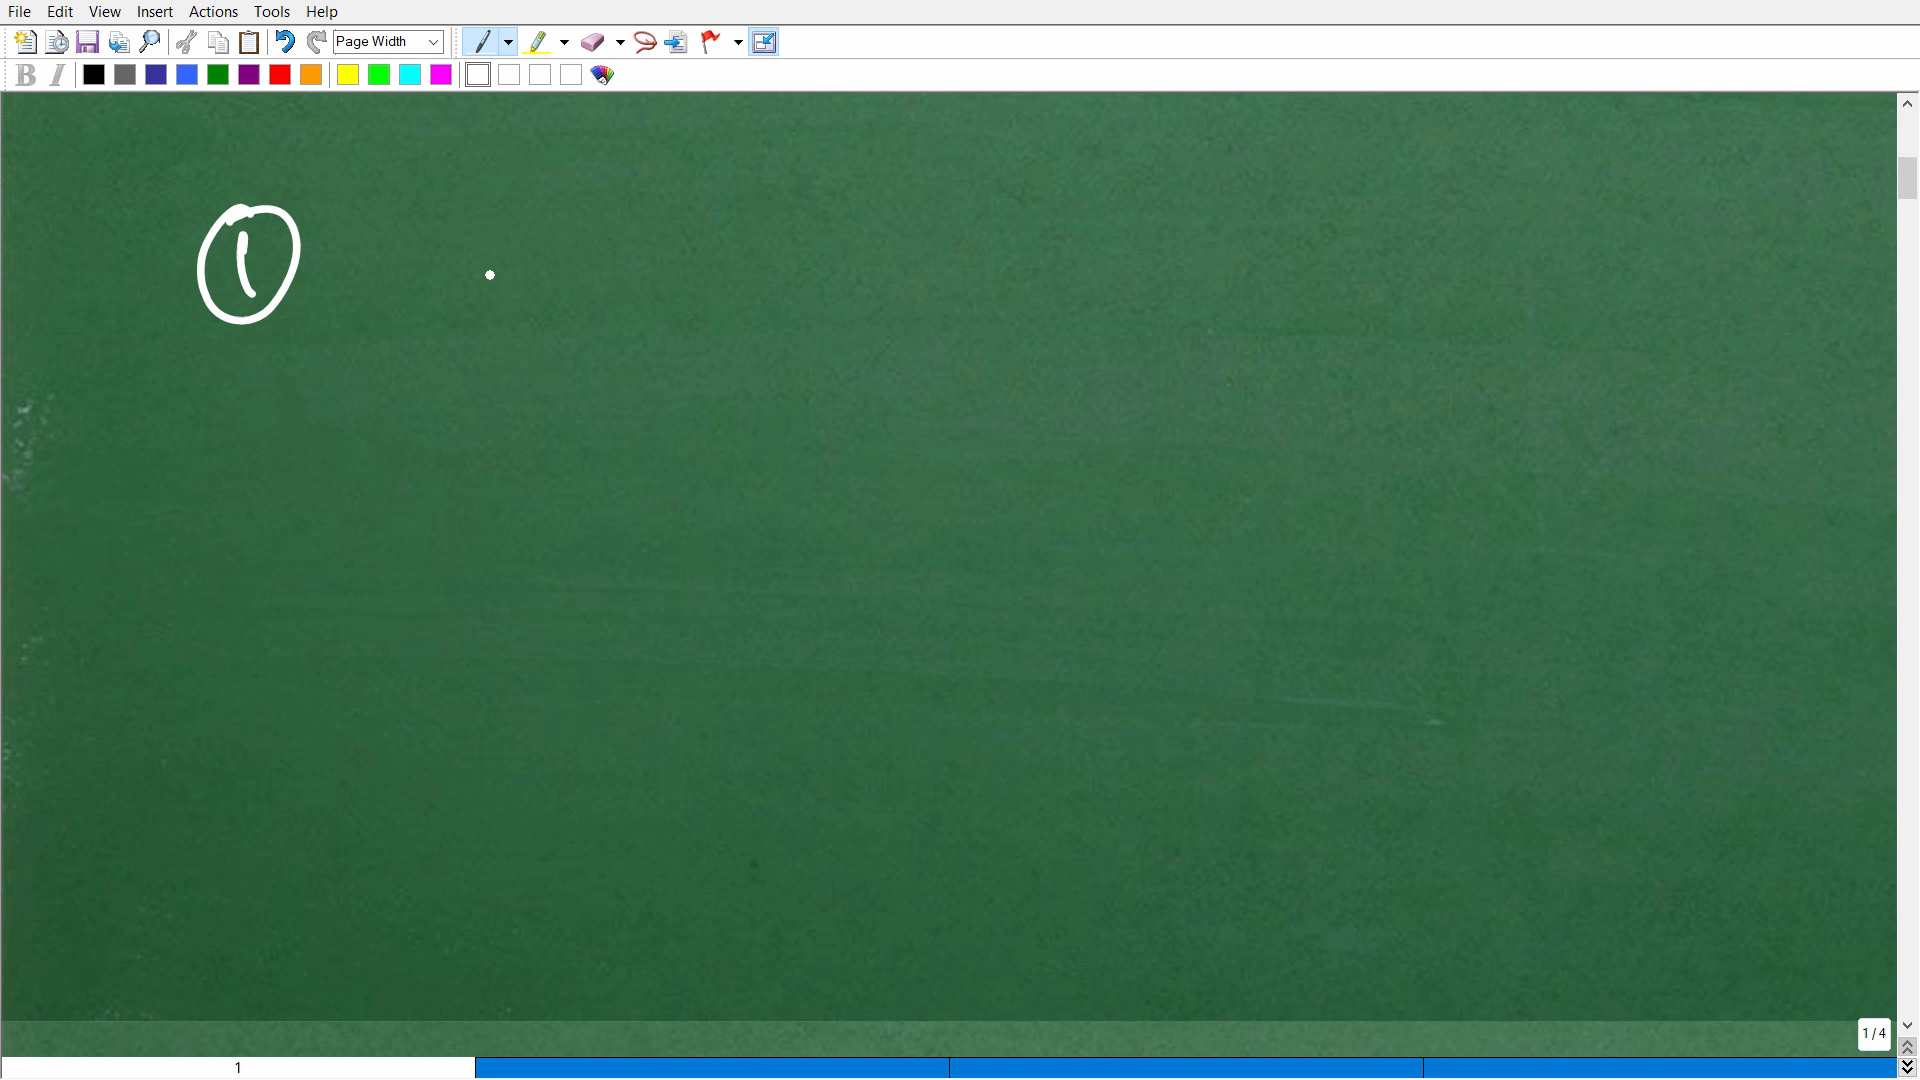 File Edit View Insert Actions Tools Help
Page Width
B I
①
1 / 4
1